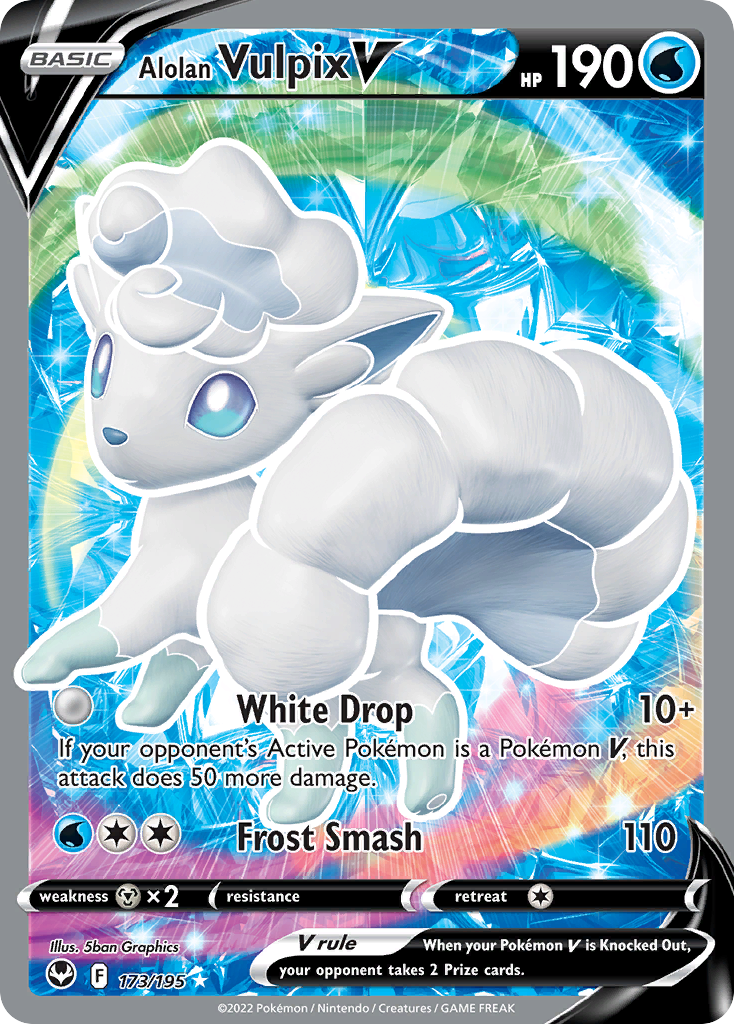 BASIC
Alolan Vulpix V
HP 190
White Drop 10+
If your opponent's Active Pokémon is a Pokémon V, this
attack does 50 more damage.
Frost Smash 110
weakness ×2 resistance retreat
Illus. 5ban Graphics
V rule When your Pokémon V is Knocked Out,
your opponent takes 2 Prize cards.
F 173/195 ★
©2022 Pokémon / Nintendo / Creatures / GAME FREAK